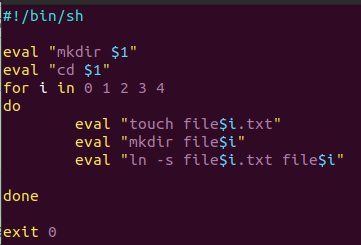 #!/bin/sh
eval "mkdir $1"
eval "cd $1"
for i in 0 1 2 3 4
do
eval "touch file$i.txt"
eval "mkdir file$i"
eval "ln -s file$i.txt file$i"
done
exit 0